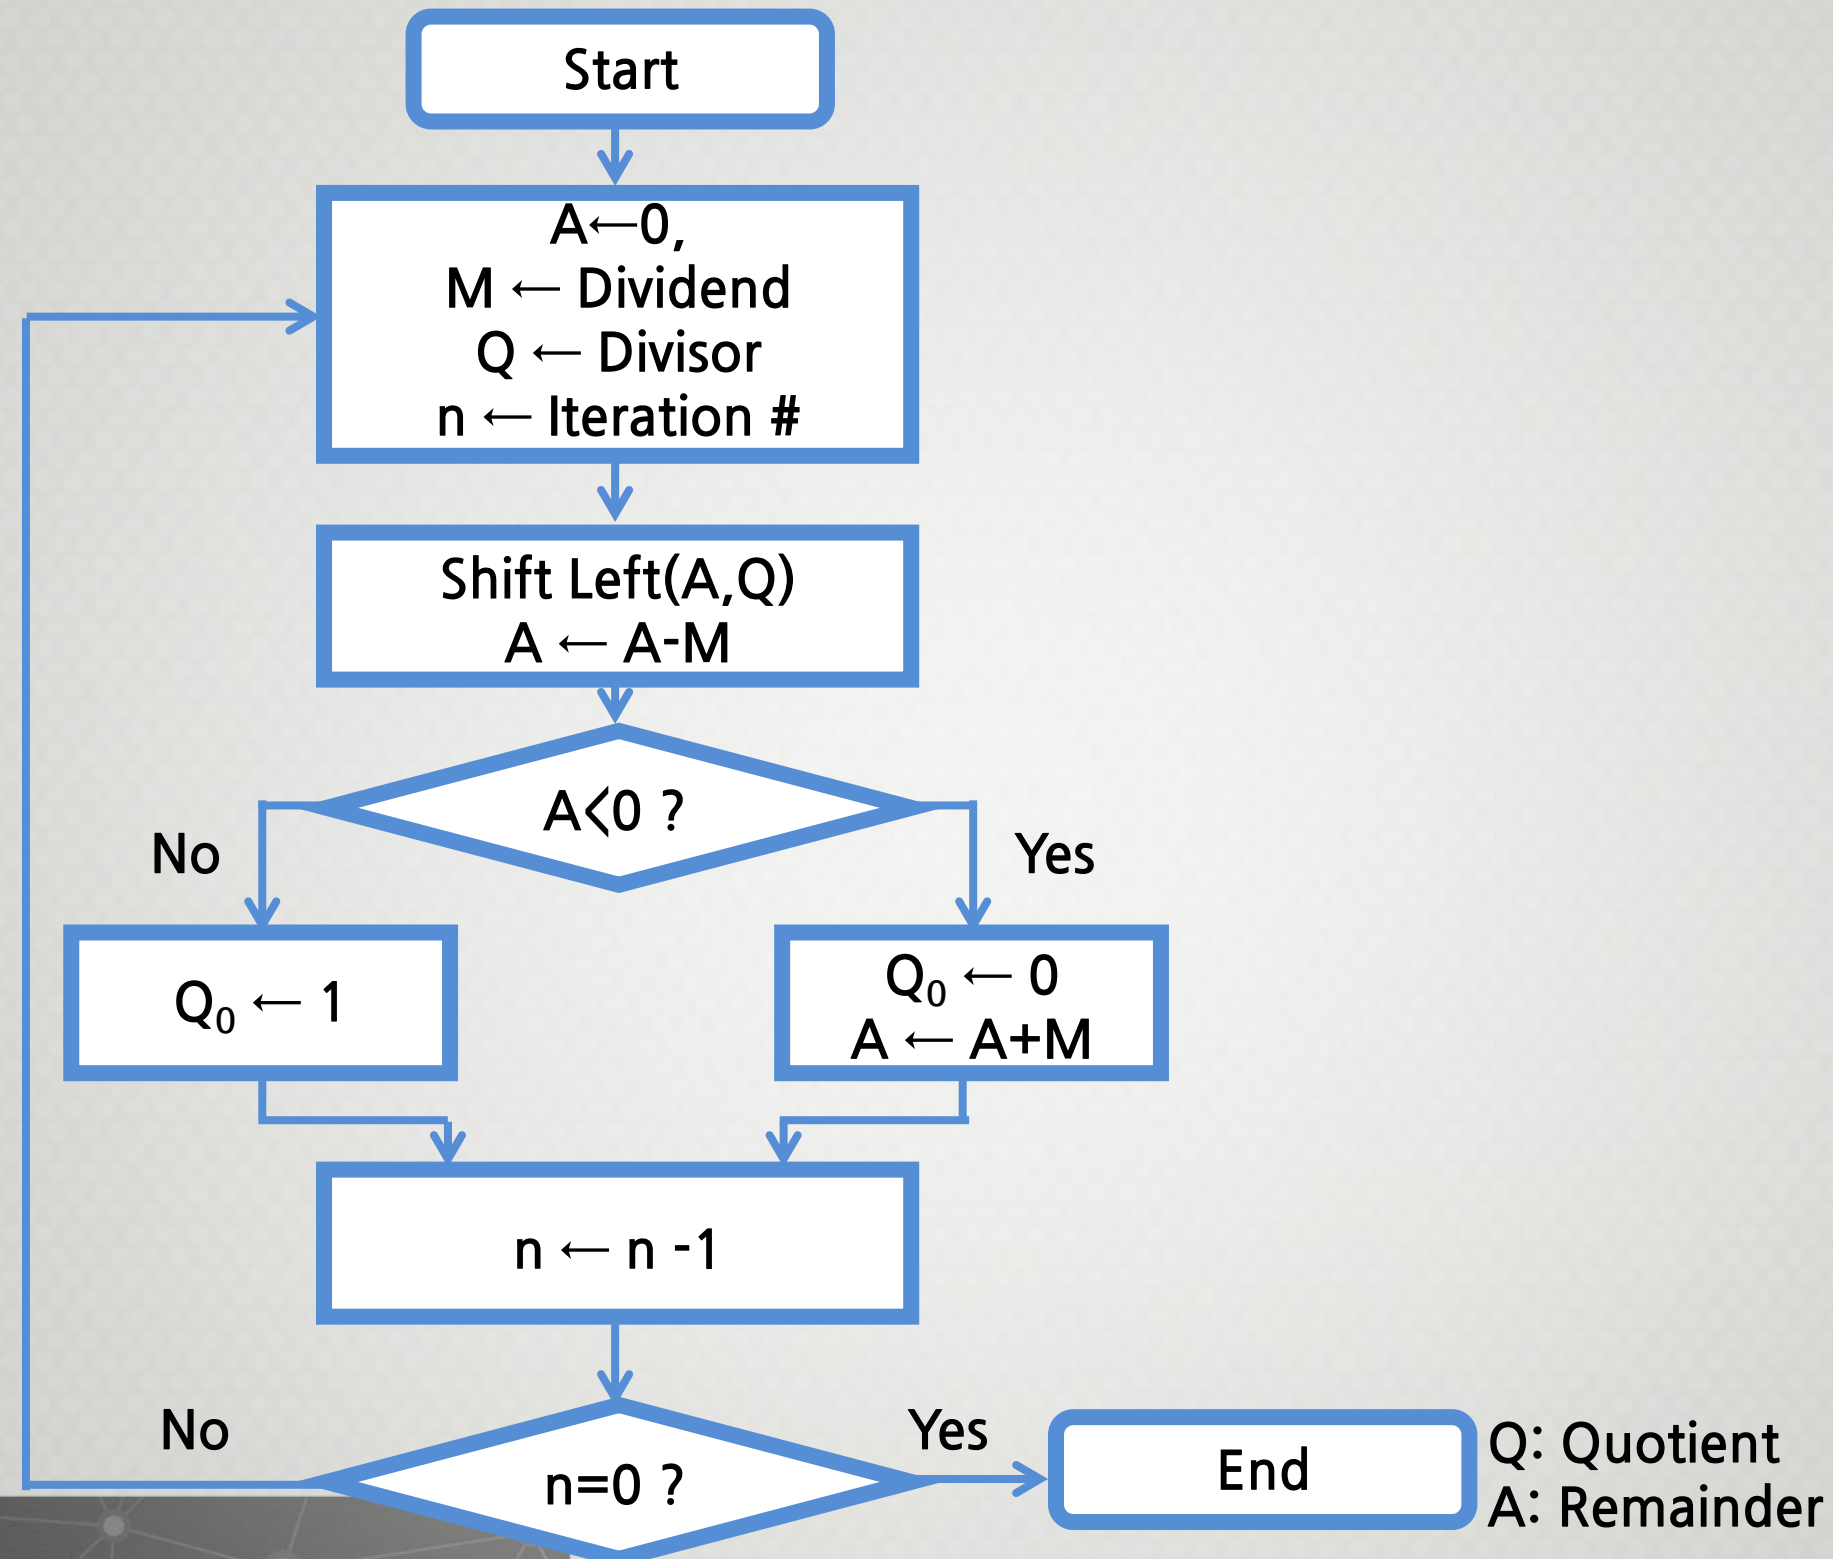 Start
A←0,
M ← Dividend
Q ← Divisor
n ← Iteration #
Shift Left(A,Q)
A ← A-M
A<0 ?
No
Yes
Q₀ ← 1
Q₀ ← 0
A ← A+M
n ← n -1
No
n=0 ?
Yes
End
Q: Quotient
A: Remainder